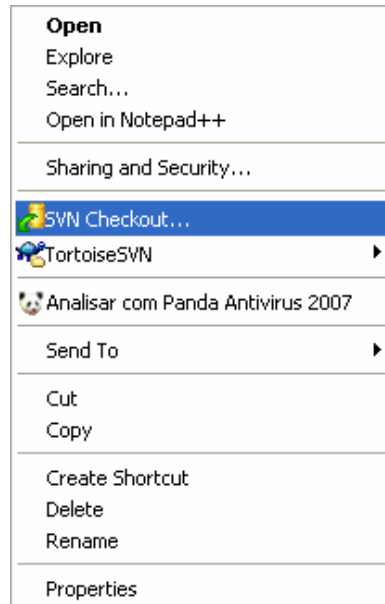 Open
Explore
Search...
Open in Notepad++
Sharing and Security...
SVN Checkout...
TortoiseSVN
Analisar com Panda Antivirus 2007
Send To
Cut
Copy
Create Shortcut
Delete
Rename
Properties